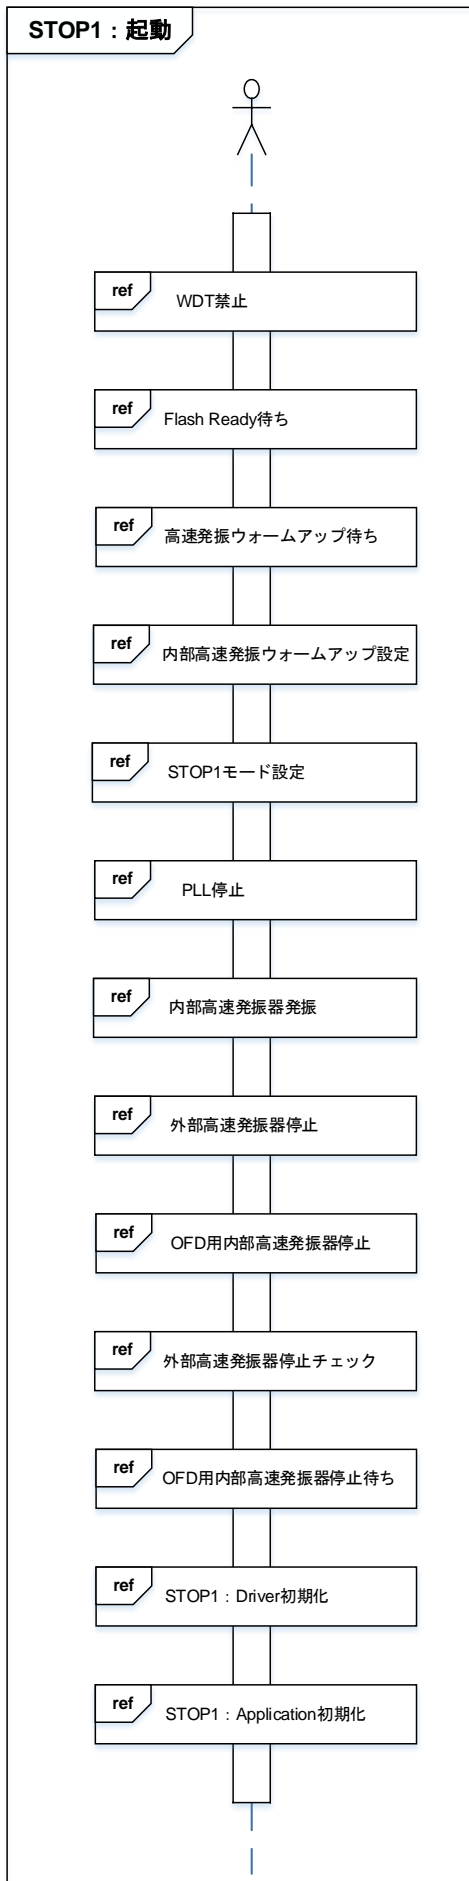 STOP1：起動
ref
WDT禁止
ref
Flash Ready待ち
ref
高速発振ウォームアップ待ち
ref
内部高速発振ウォームアップ設定
ref
STOP1モード設定
ref
PLL停止
ref
内部高速発振器発振
ref
外部高速発振器停止
ref
OFD用内部高速発振器停止
ref
外部高速発振器停止チェック
ref
OFD用内部高速発振器停止待ち
ref
STOP1：Driver初期化
ref
STOP1：Application初期化